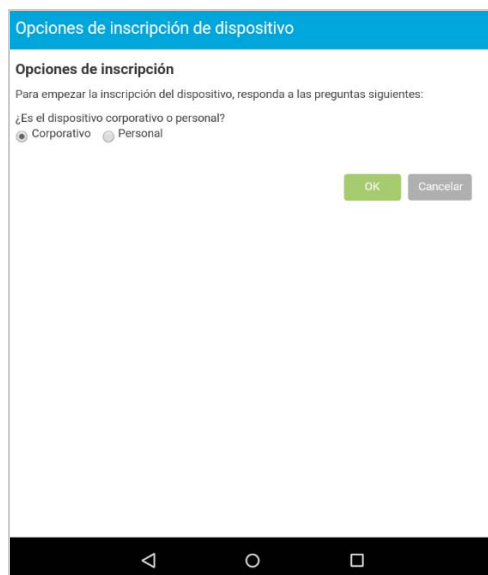 Opciones de inscripción de dispositivo
Opciones de inscripción
Para empezar la inscripción del dispositivo, responda a las preguntas siguientes:
¿Es el dispositivo corporativo o personal?
Corporativo Personal
OK Cancelar